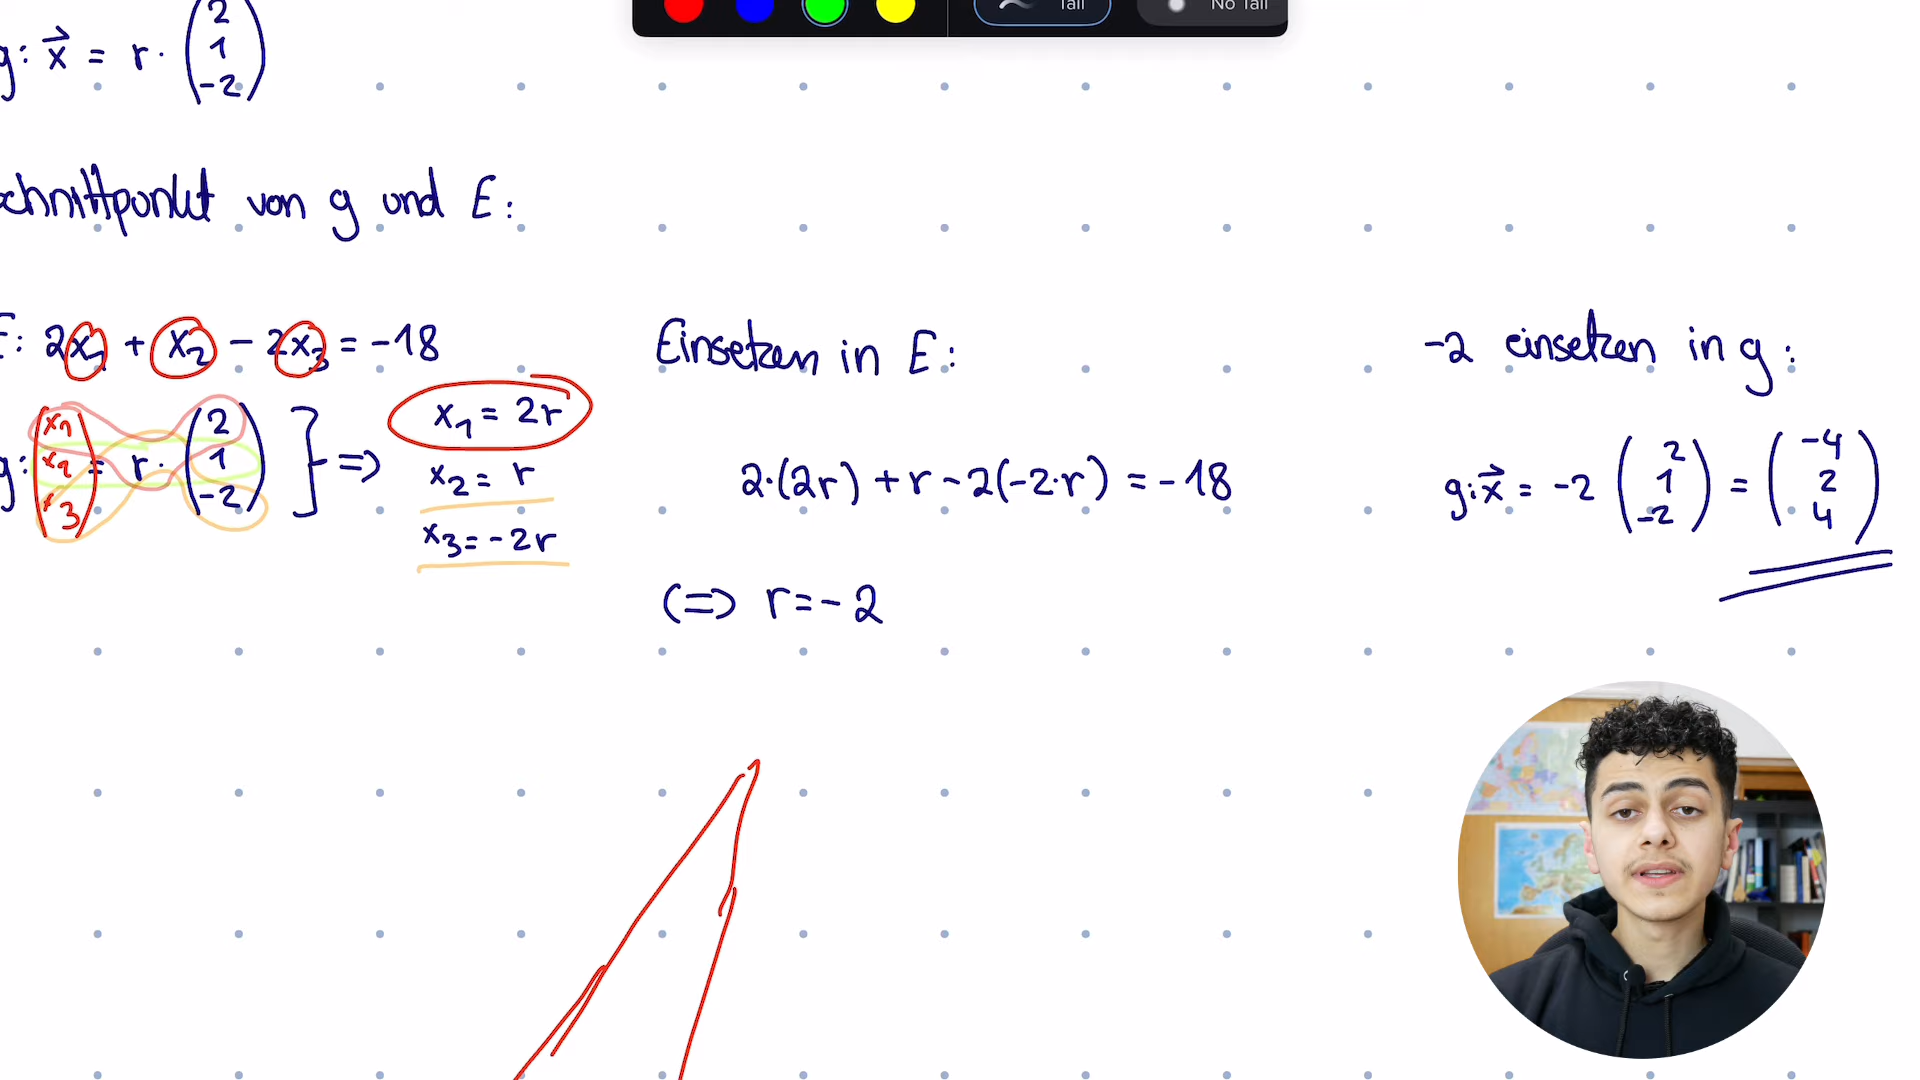 Tail No Tail
g: x⃗ = r · (2 1 -2)
chnittpunkt von g und E:
E: 2x₁ + x₂ - 2x₃ = -18
g: (x₁ x₂ x₃) = r · (2 1 -2) } =>
x₁ = 2r
x₂ = r
x₃ = -2r
Einsetzen in E:
2·(2r) + r - 2(-2·r) = -18
(=> r = -2
-2 einsetzen in g:
g: x⃗ = -2 (2 1 -2) = (-4 2 4)